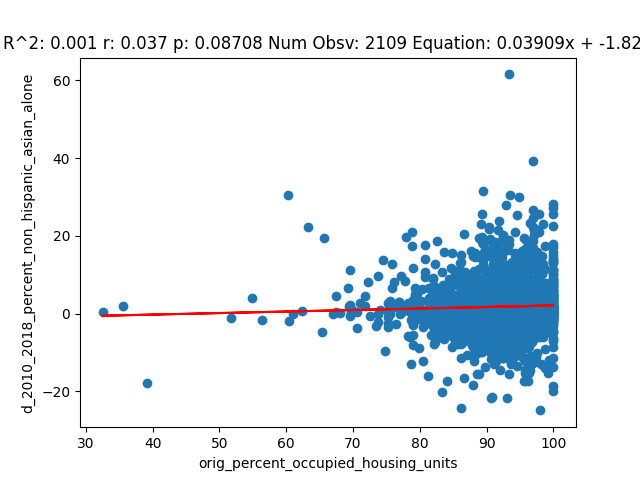 R^2: 0.001 r: 0.037 p: 0.08708 Num Obsv: 2109 Equation: 0.03909x + -1.82
d_2010_2018_percent_non_hispanic_asian_alone
60
40
20
0
−20
30 40 50 60 70 80 90 100
orig_percent_occupied_housing_units